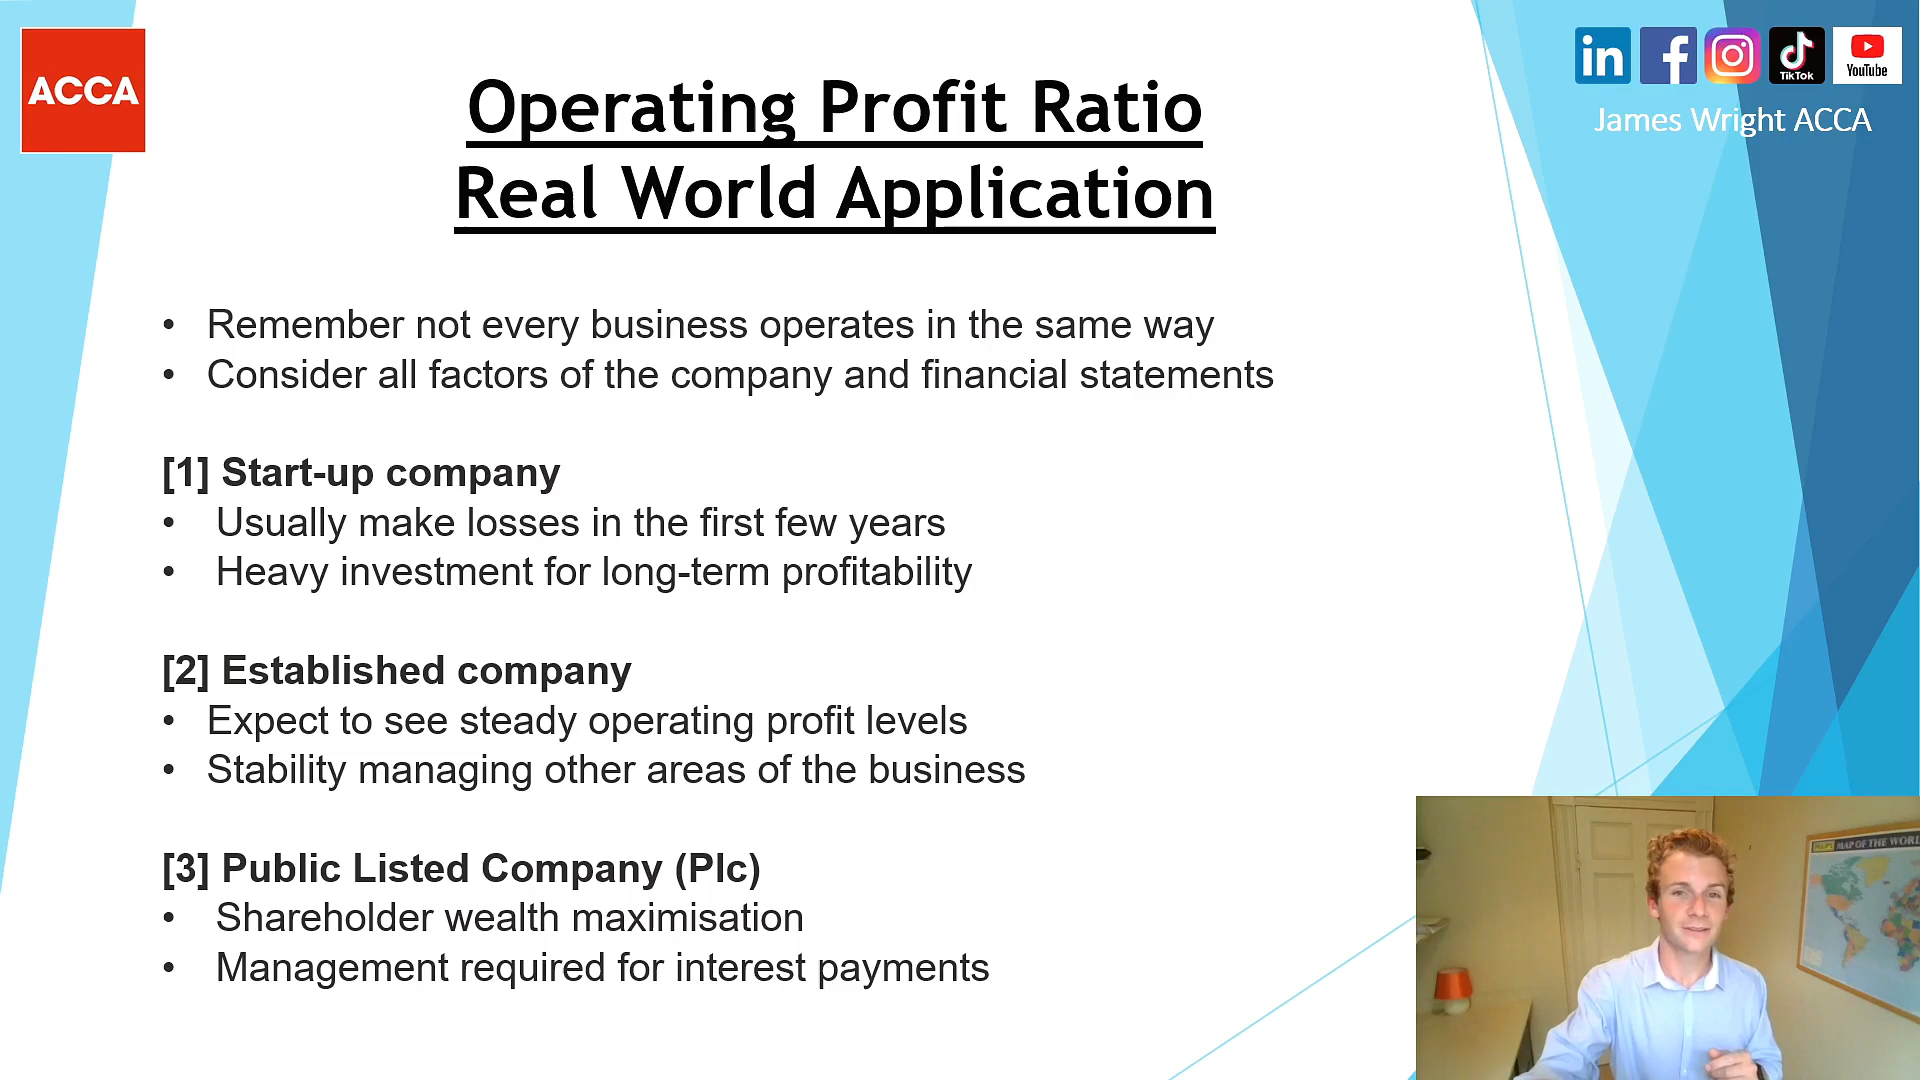 ACCA
in
f
TikTok
YouTube
James Wright ACCA
Operating Profit Ratio
Real World Application
• Remember not every business operates in the same way
• Consider all factors of the company and financial statements
[1] Start-up company
• Usually make losses in the first few years
• Heavy investment for long-term profitability
[2] Established company
• Expect to see steady operating profit levels
• Stability managing other areas of the business
[3] Public Listed Company (Plc)
• Shareholder wealth maximisation
• Management required for interest payments
MAP OF THE WORL